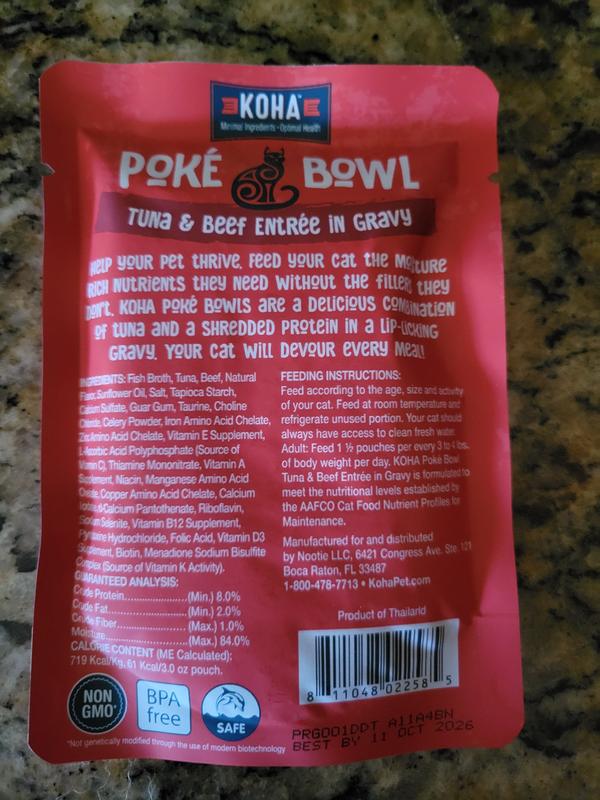 KOHA™
Minimal Ingredients • Optimal Health
POKÉ BOWL
TUNA & BEEF ENTRÉE IN GRAVY
HELP YOUR PET THRIVE. FEED YOUR CAT THE MOISTURE
RICH NUTRIENTS THEY NEED WITHOUT THE FILLER THEY
DON'T. KOHA POKÉ BOWLS ARE A DELICIOUS COMBINATION
OF TUNA AND A SHREDDED PROTEIN IN A LIP-LICKING
GRAVY. YOUR CAT WILL DEVOUR EVERY MEAL!
INGREDIENTS: Fish Broth, Tuna, Beef, Natural
Flavor, Sunflower Oil, Salt, Tapioca Starch,
Calcium Sulfate, Guar Gum, Taurine, Choline
Chloride, Celery Powder, Iron Amino Acid Chelate,
Zinc Amino Acid Chelate, Vitamin E Supplement,
L-Ascorbic Acid Polyphosphate (Source of
Vitamin C), Thiamine Mononitrate, Vitamin A
Supplement, Niacin, Manganese Amino Acid
Chelate, Copper Amino Acid Chelate, Calcium
Iodate, d-Calcium Pantothenate, Riboflavin,
Sodium Selenite, Vitamin B12 Supplement,
Pyridoxine Hydrochloride, Folic Acid, Vitamin D3
Supplement, Biotin, Menadione Sodium Bisulfite
Complex (Source of Vitamin K Activity).
GUARANTEED ANALYSIS:
Crude Protein....................(Min.) 8.0%
Crude Fat.........................(Min.) 2.0%
Crude Fiber......................(Max.) 1.0%
Moisture..........................(Max.) 84.0%
CALORIE CONTENT (ME Calculated):
719 Kcal/Kg, 61 Kcal/3.0 oz pouch.
FEEDING INSTRUCTIONS:
Feed according to the age, size and activity
of your cat. Feed at room temperature and
refrigerate unused portion. Your cat should
always have access to clean fresh water.
Adult: Feed 1 ½ pouches per every 3 to 4 lbs.
of body weight per day. KOHA Poké Bowl
Tuna & Beef Entrée in Gravy is formulated to
meet the nutritional levels established by
the AAFCO Cat Food Nutrient Profiles for
Maintenance.
Manufactured for and distributed
by Nootie LLC, 6421 Congress Ave. Ste. 121
Boca Raton, FL 33487
1-800-478-7713 • KohaPet.com
Product of Thailand
8 11048 02258 5
NON
GMO*
BPA
free
SAFE
*Not genetically modified through the use of modern biotechnology
PRG001DDT A11A4BN
BEST BY 11 OCT 2026